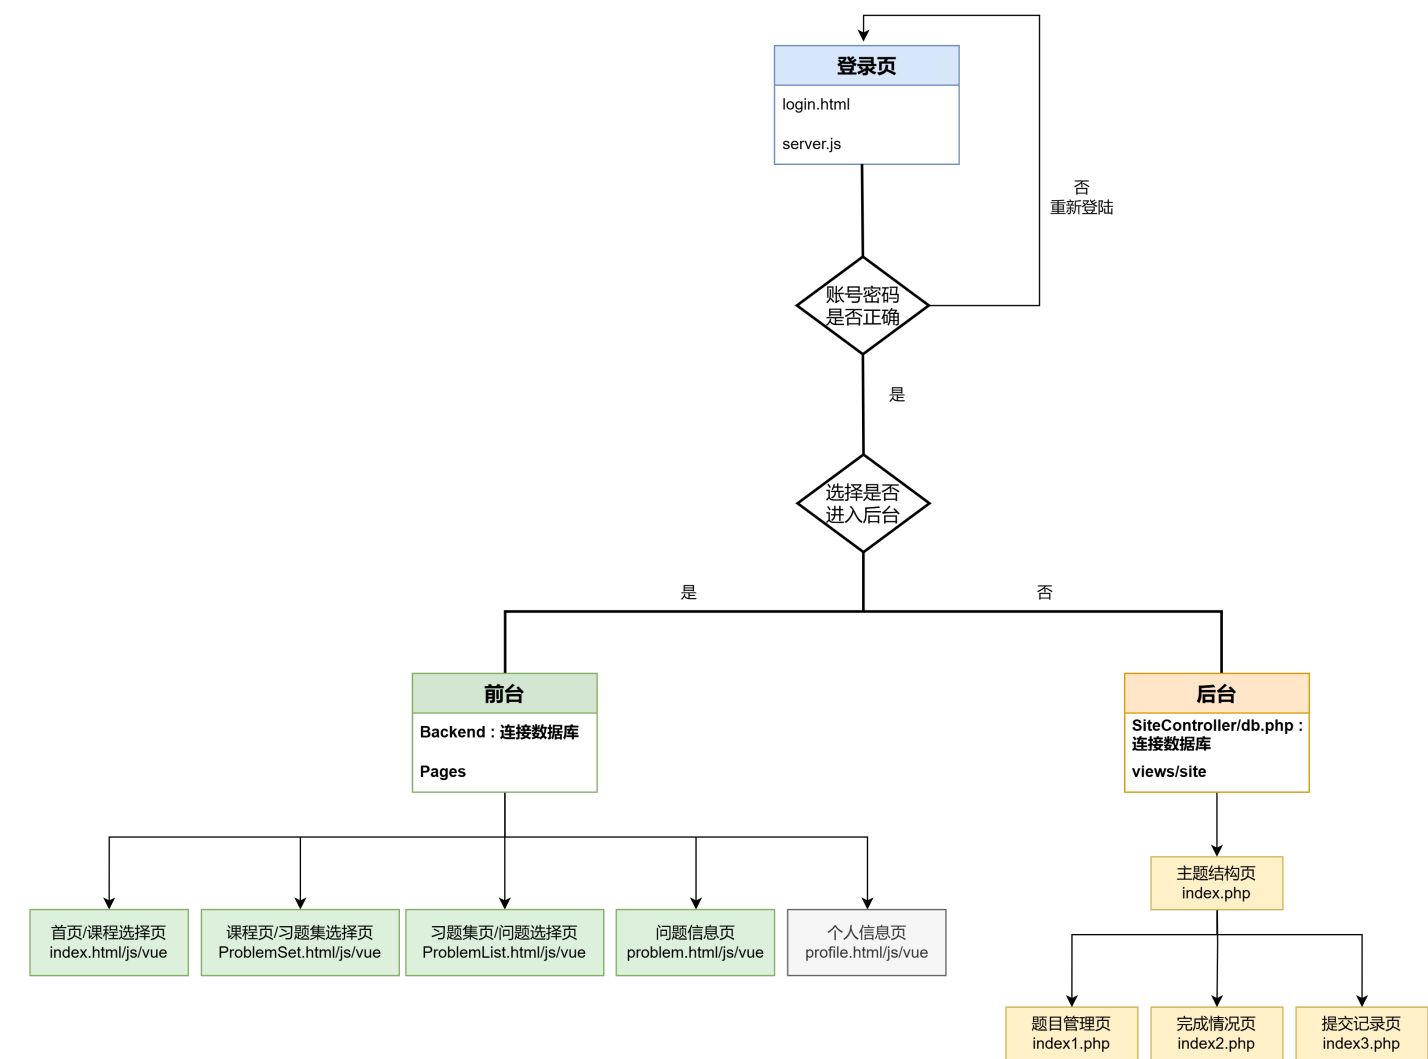 登录页
login.html
server.js
否
重新登陆
账号密码
是否正确
是
选择是否
进入后台
是
否
前台
Backend : 连接数据库
Pages
后台
SiteController/db.php :
连接数据库
views/site
主题结构页
index.php
首页/课程选择页
index.html/js/vue
课程页/习题集选择页
ProblemSet.html/js/vue
习题集页/问题选择页
ProblemList.html/js/vue
问题信息页
problem.html/js/vue
个人信息页
profile.html/js/vue
题目管理页
index1.php
完成情况页
index2.php
提交记录页
index3.php